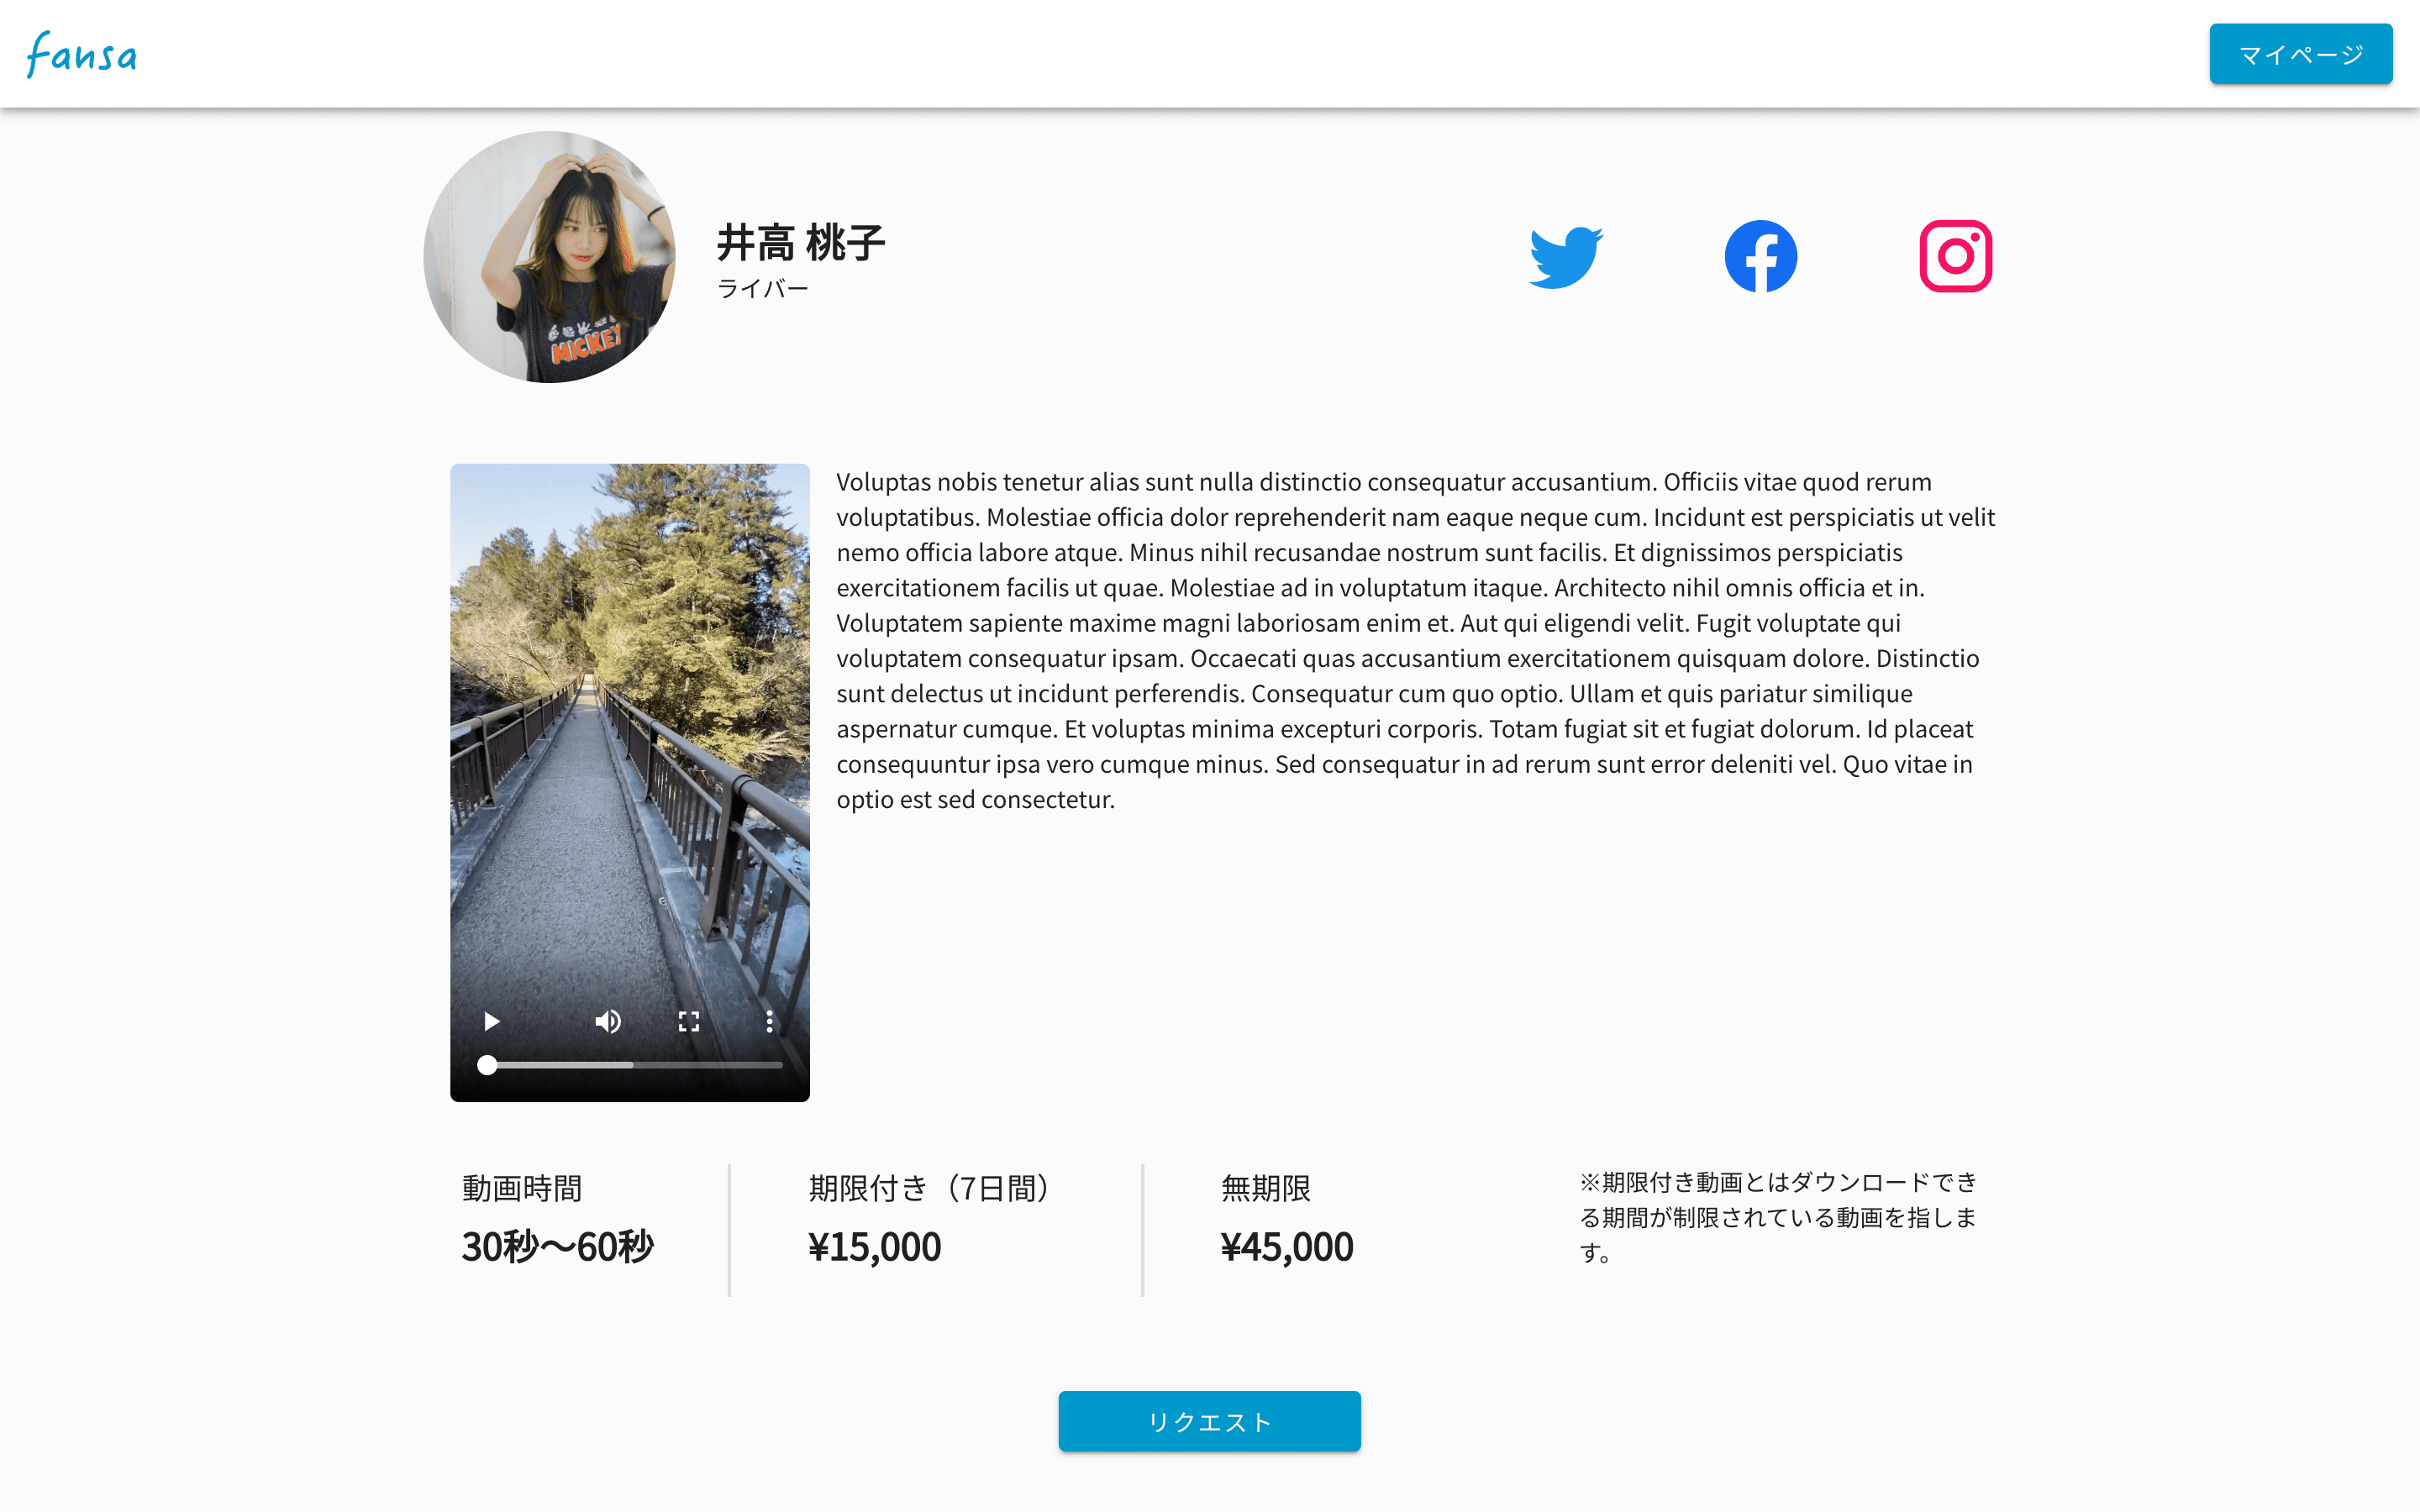 fansa
マイページ
井高 桃子
ライバー
MICKEY
Voluptas nobis tenetur alias sunt nulla distinctio consequatur accusantium. Officiis vitae quod rerum
voluptatibus. Molestiae officia dolor reprehenderit nam eaque neque cum. Incidunt est perspiciatis ut velit
nemo officia labore atque. Minus nihil recusandae nostrum sunt facilis. Et dignissimos perspiciatis
exercitationem facilis ut quae. Molestiae ad in voluptatum itaque. Architecto nihil omnis officia et in.
Voluptatem sapiente maxime magni laboriosam enim et. Aut qui eligendi velit. Fugit voluptate qui
voluptatem consequatur ipsam. Occaecati quas accusantium exercitationem quisquam dolore. Distinctio
sunt delectus ut incidunt perferendis. Consequatur cum quo optio. Ullam et quis pariatur similique
aspernatur cumque. Et voluptas minima excepturi corporis. Totam fugiat sit et fugiat dolorum. Id placeat
consequuntur ipsa vero cumque minus. Sed consequatur in ad rerum sunt error deleniti vel. Quo vitae in
optio est sed consectetur.
動画時間
30秒〜60秒
期限付き（7日間）
¥15,000
無期限
¥45,000
※期限付き動画とはダウンロードでき
る期間が制限されている動画を指しま
す。
リクエスト